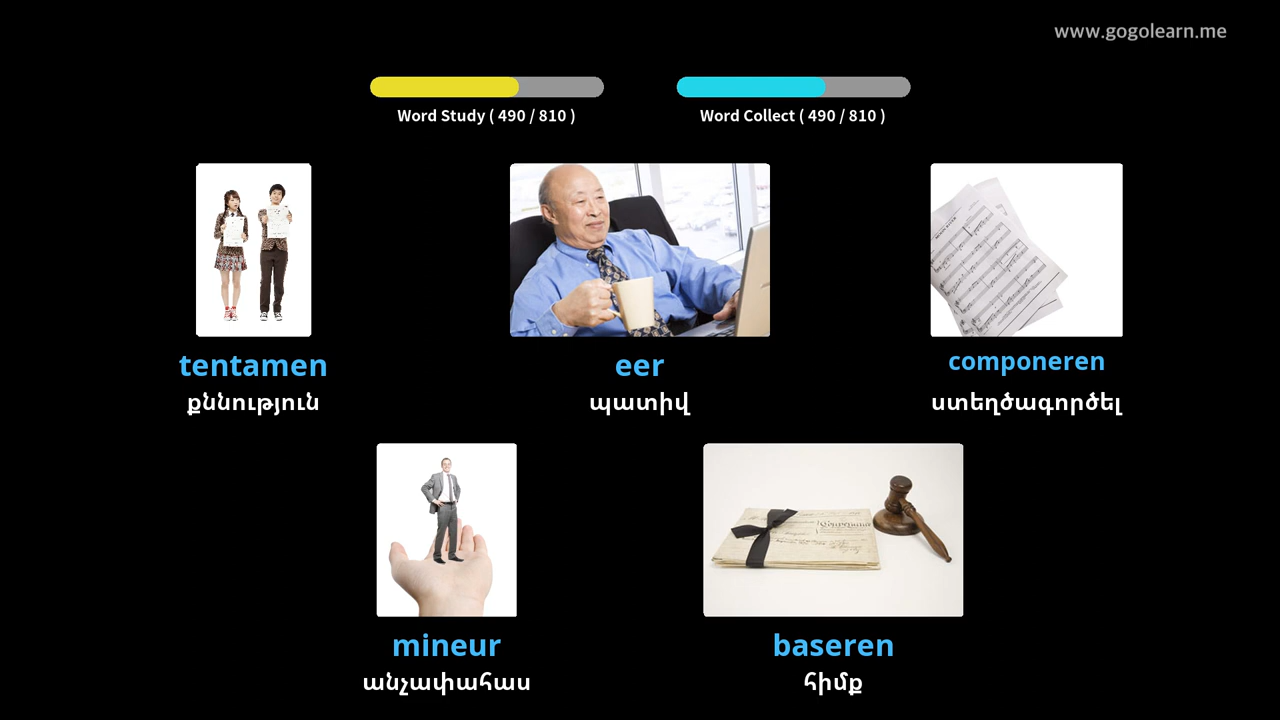 www.gogolearn.me
Word Study ( 490 / 810 )
Word Collect ( 490 / 810 )
tentamen
քննություն
eer
պատիվ
componeren
ստեղծագործել
mineur
անչափահաս
baseren
հիմք